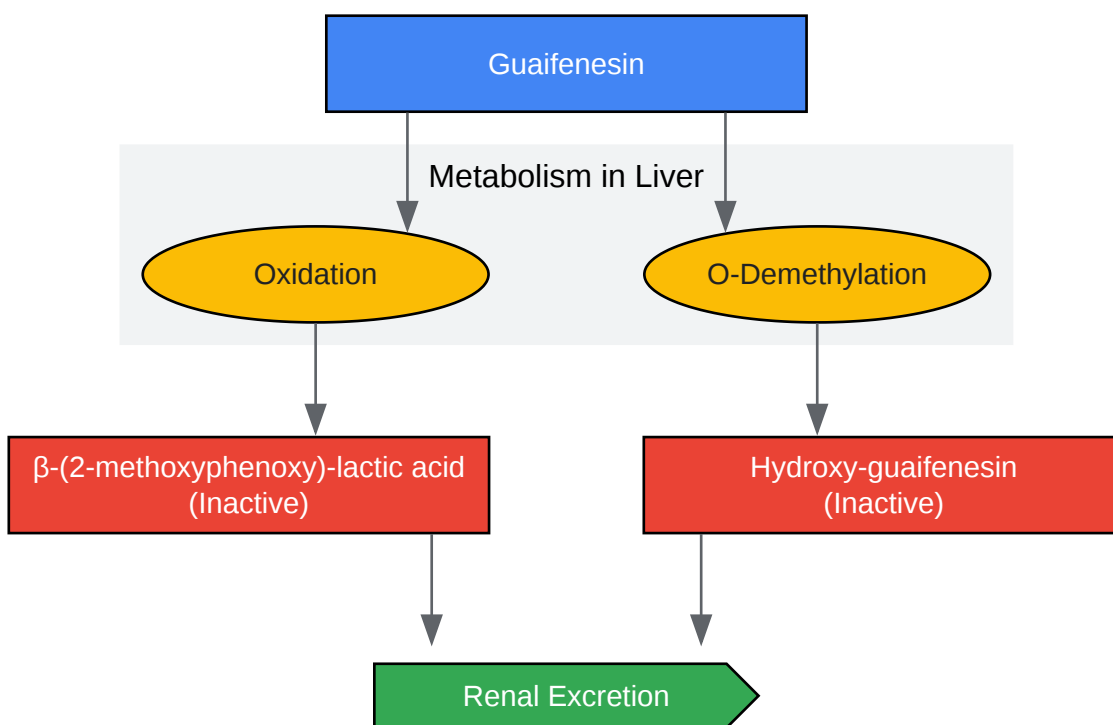 Guaifenesin
Metabolism in Liver
Oxidation
O-Demethylation
β-(2-methoxyphenoxy)-lactic acid
(Inactive)
Hydroxy-guaifenesin
(Inactive)
Renal Excretion